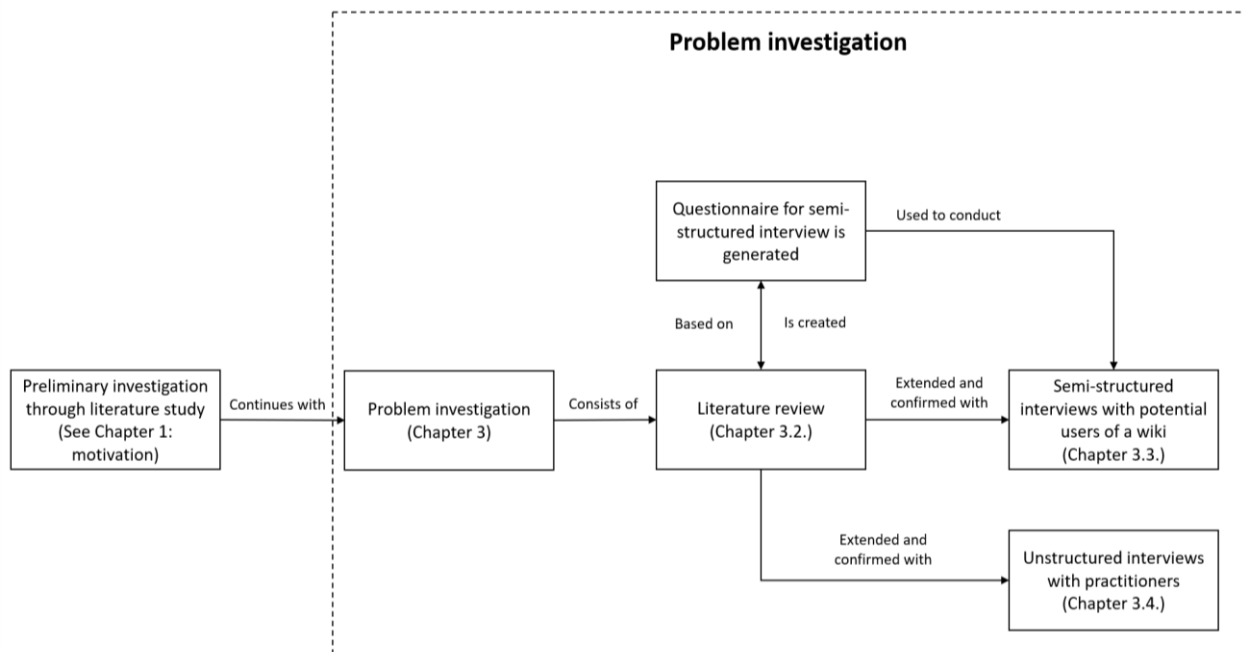 Problem investigation
Questionnaire for semi-
structured interview is
generated
Used to conduct
Based on
Is created
Preliminary investigation
through literature study
(See Chapter 1:
motivation)
Continues with
Problem investigation
(Chapter 3)
Consists of
Literature review
(Chapter 3.2.)
Extended and
confirmed with
Semi-structured
interviews with potential
users of a wiki
(Chapter 3.3.)
Extended and
confirmed with
Unstructured interviews
with practitioners
(Chapter 3.4.)